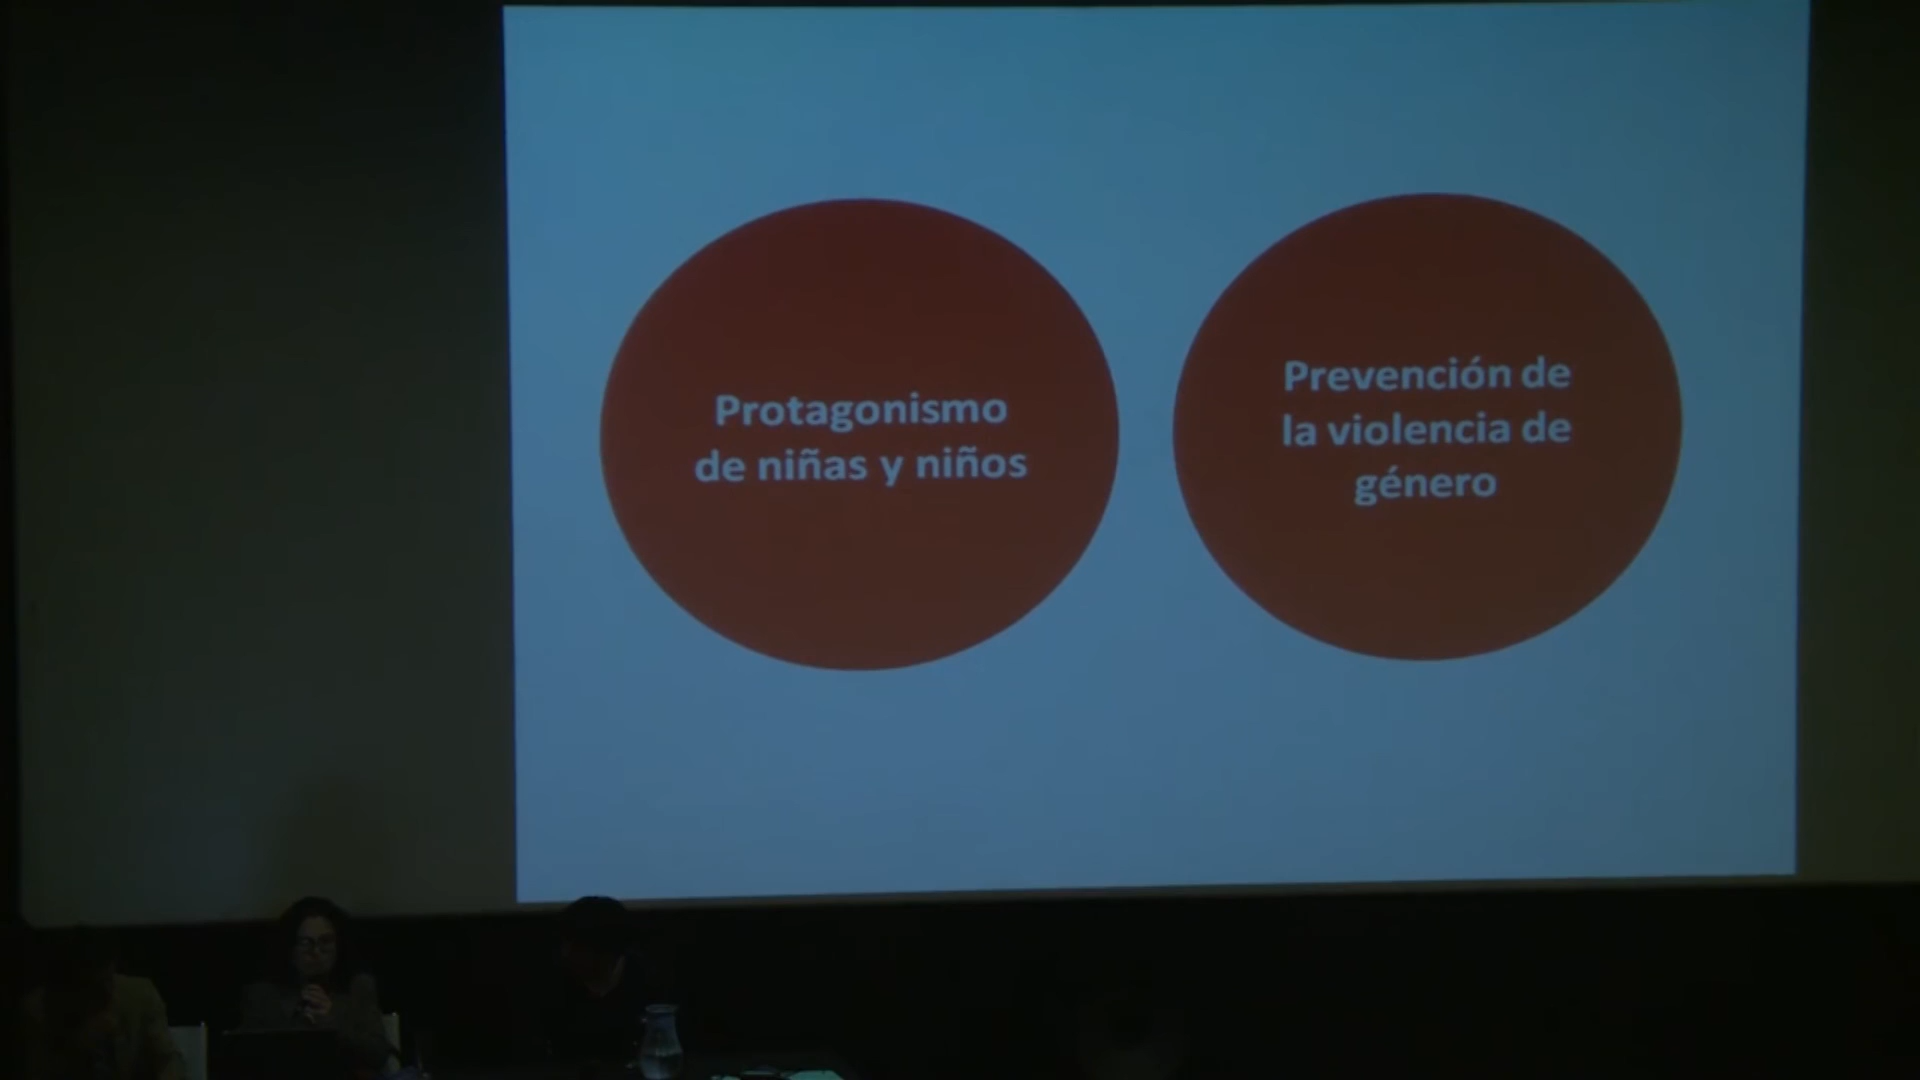 Protagonismo
de niñas y niños
Prevención de
la violencia de
género